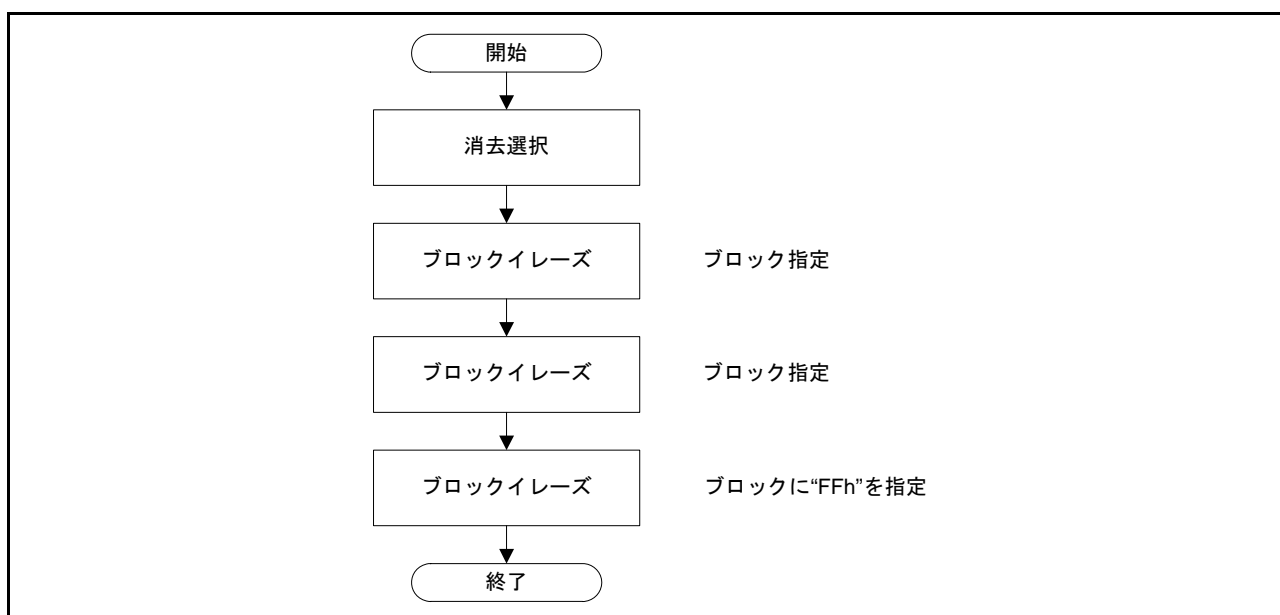 開始
消去選択
ブロックイレーズ
ブロック指定
ブロックイレーズ
ブロック指定
ブロックイレーズ
ブロックに“FFh”を指定
終了